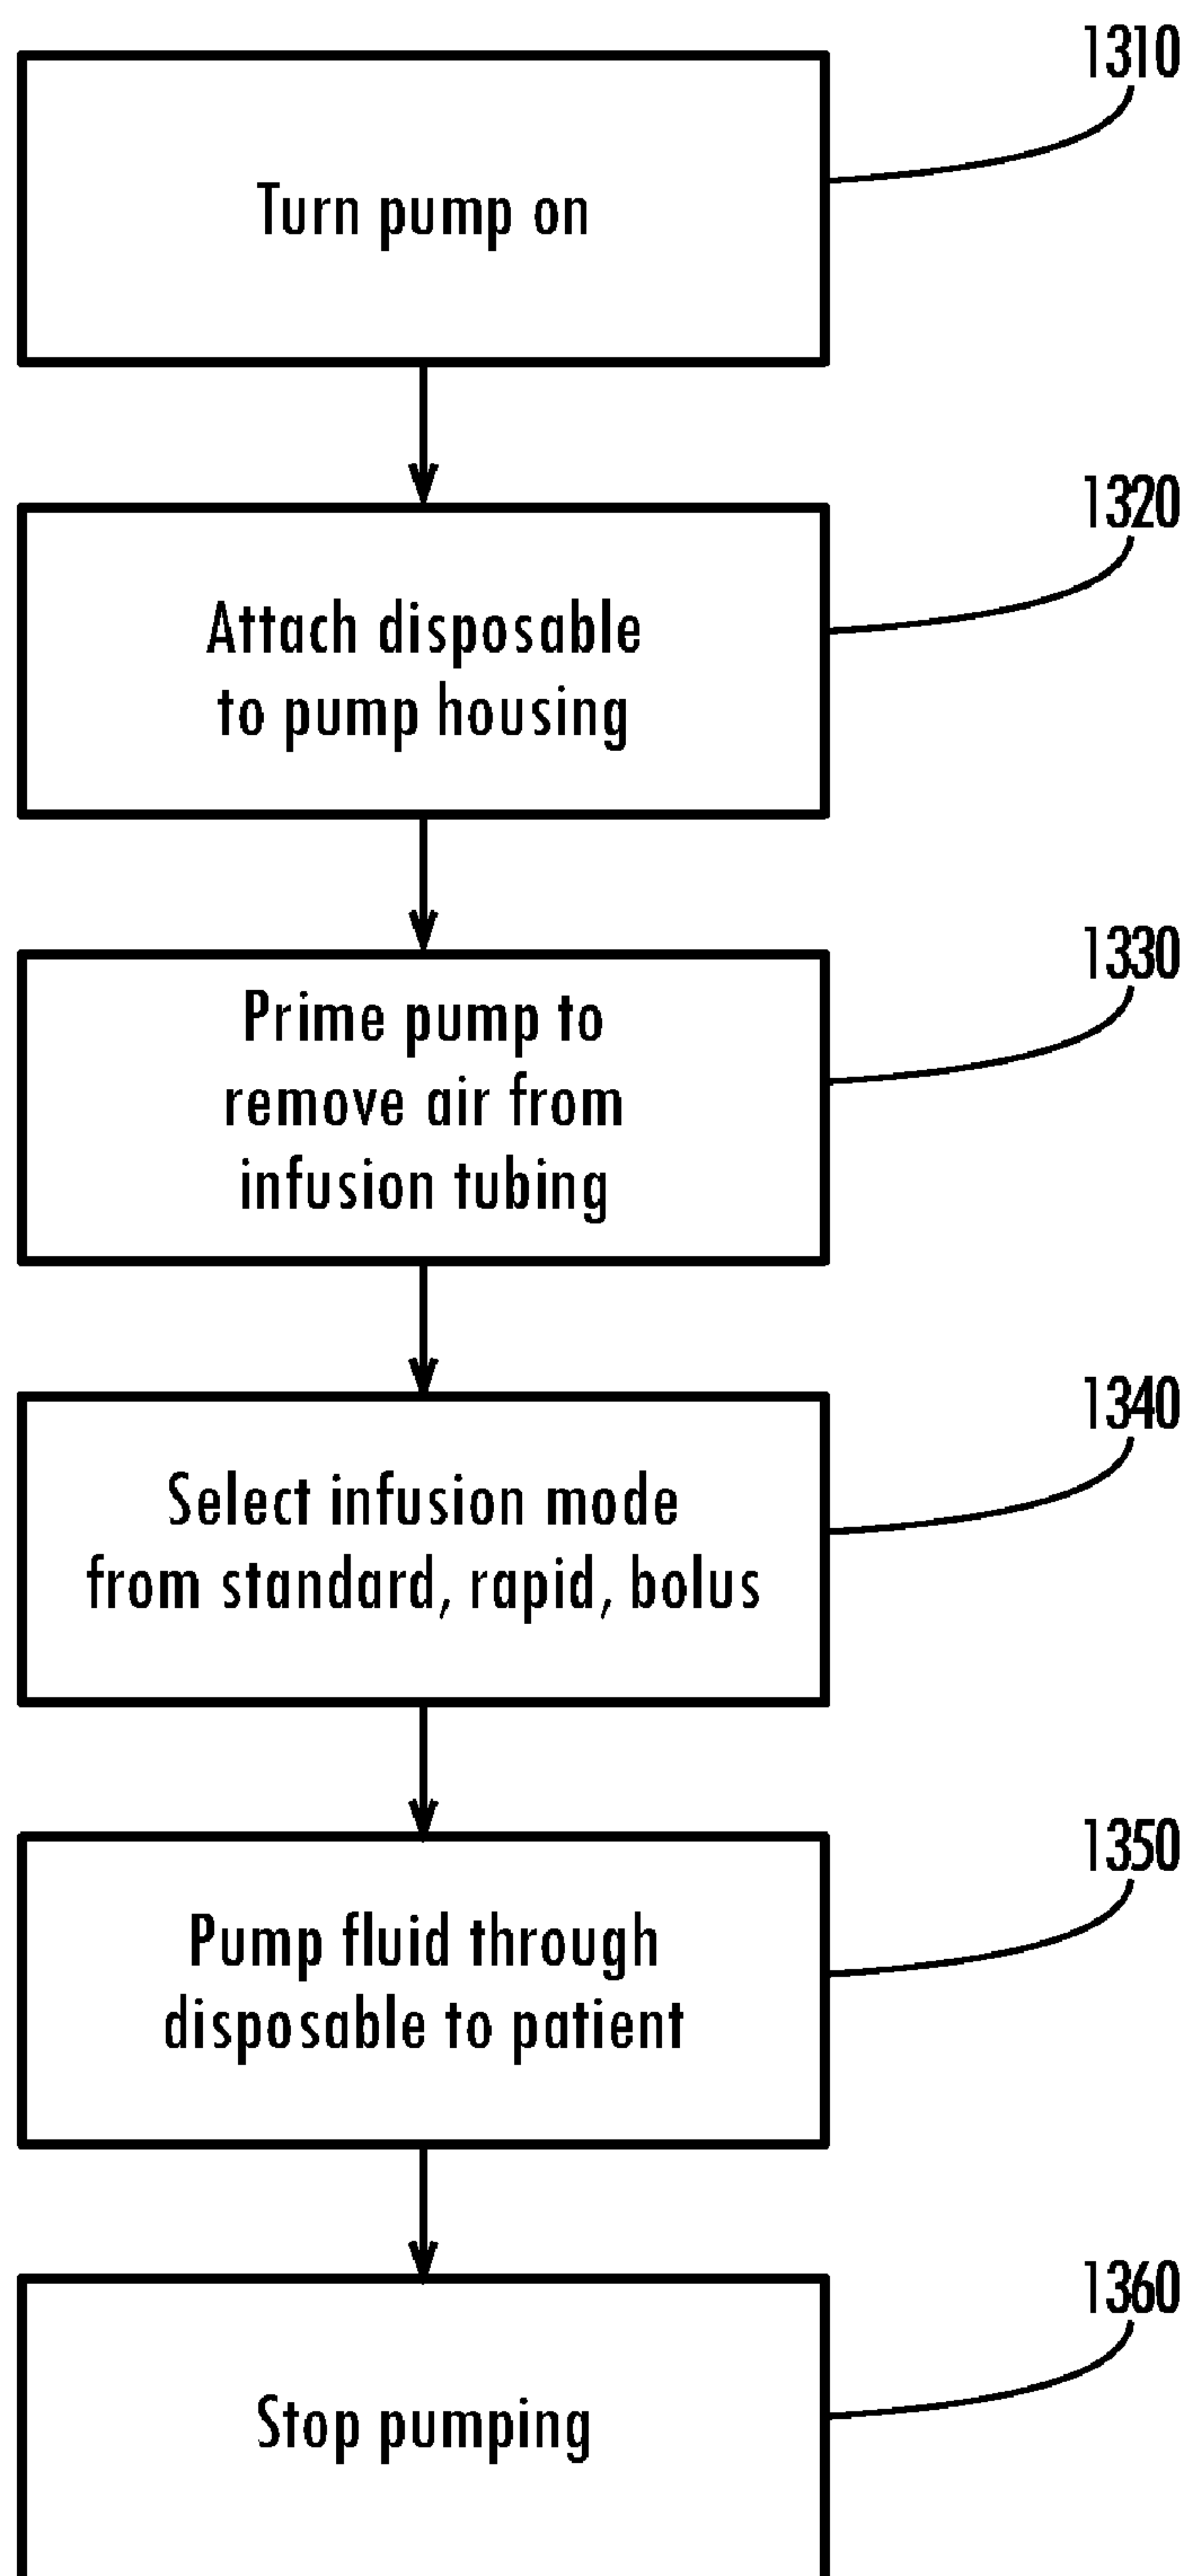 1310
Turn pump on
1320
Attach disposable
to pump housing
1330
Prime pump to
remove air from
infusion tubing
1340
Select infusion mode
from standard, rapid, bolus
1350
Pump fluid through
disposable to patient
1360
Stop pumping